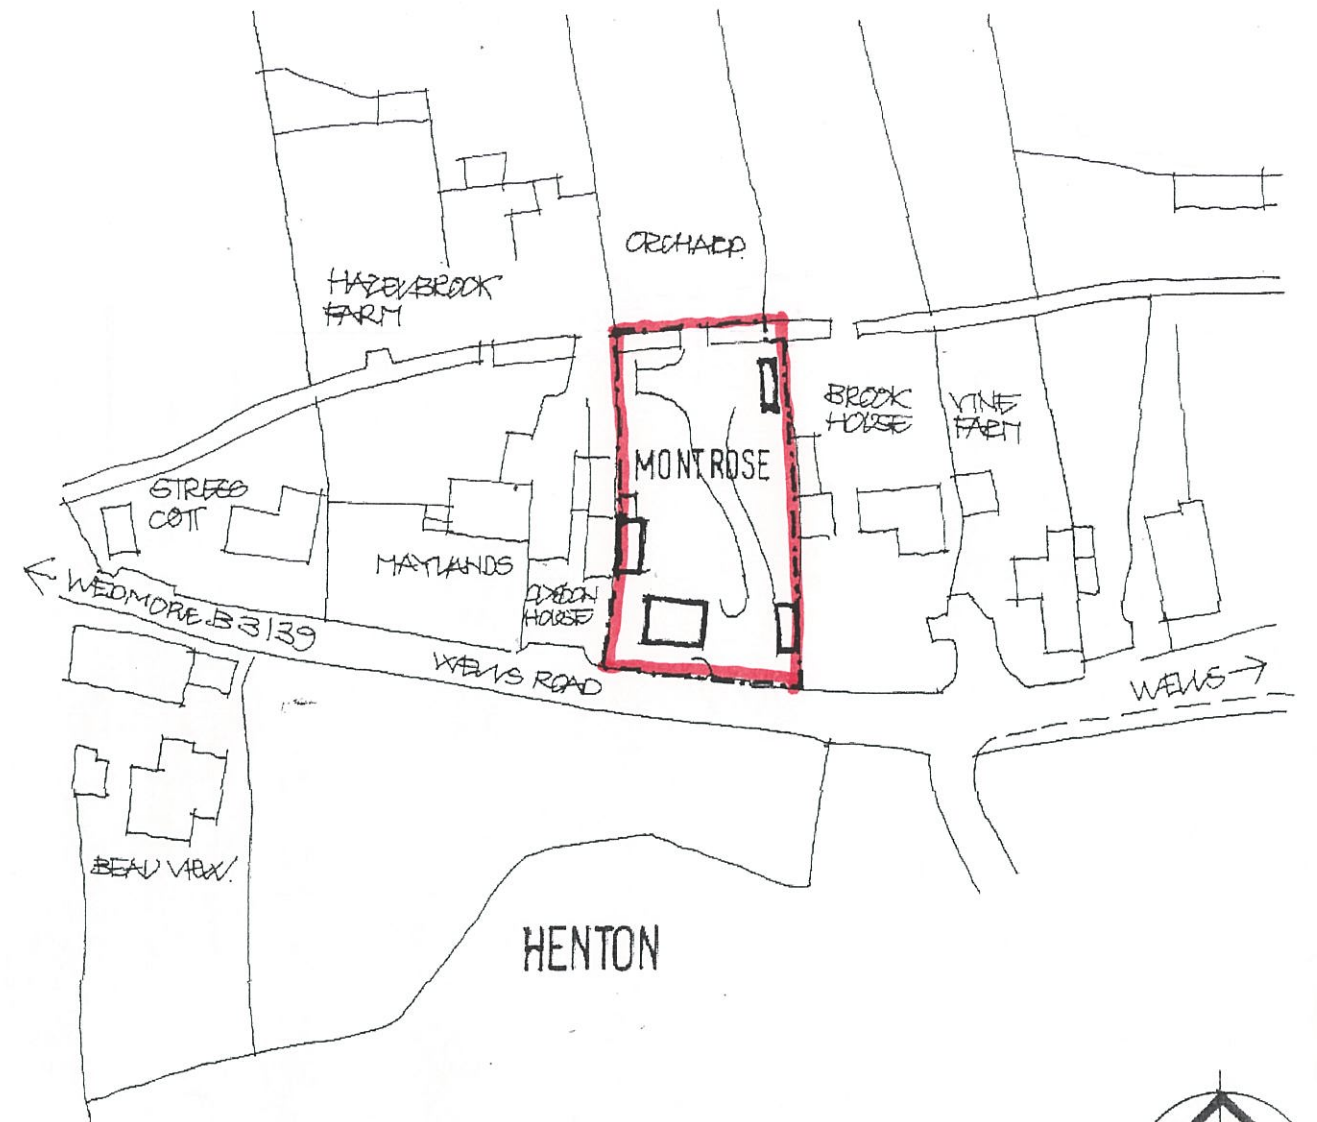 ORCHARD.
HAZELBROOK
FARM
BROOK
HOUSE
VINE
FARM
MONTROSE
STRESS
COTT
MAYLANDS
HOUSE
WEDMORE B3139
WELLS ROAD
WELLS
BEAU VIEW.
HENTON